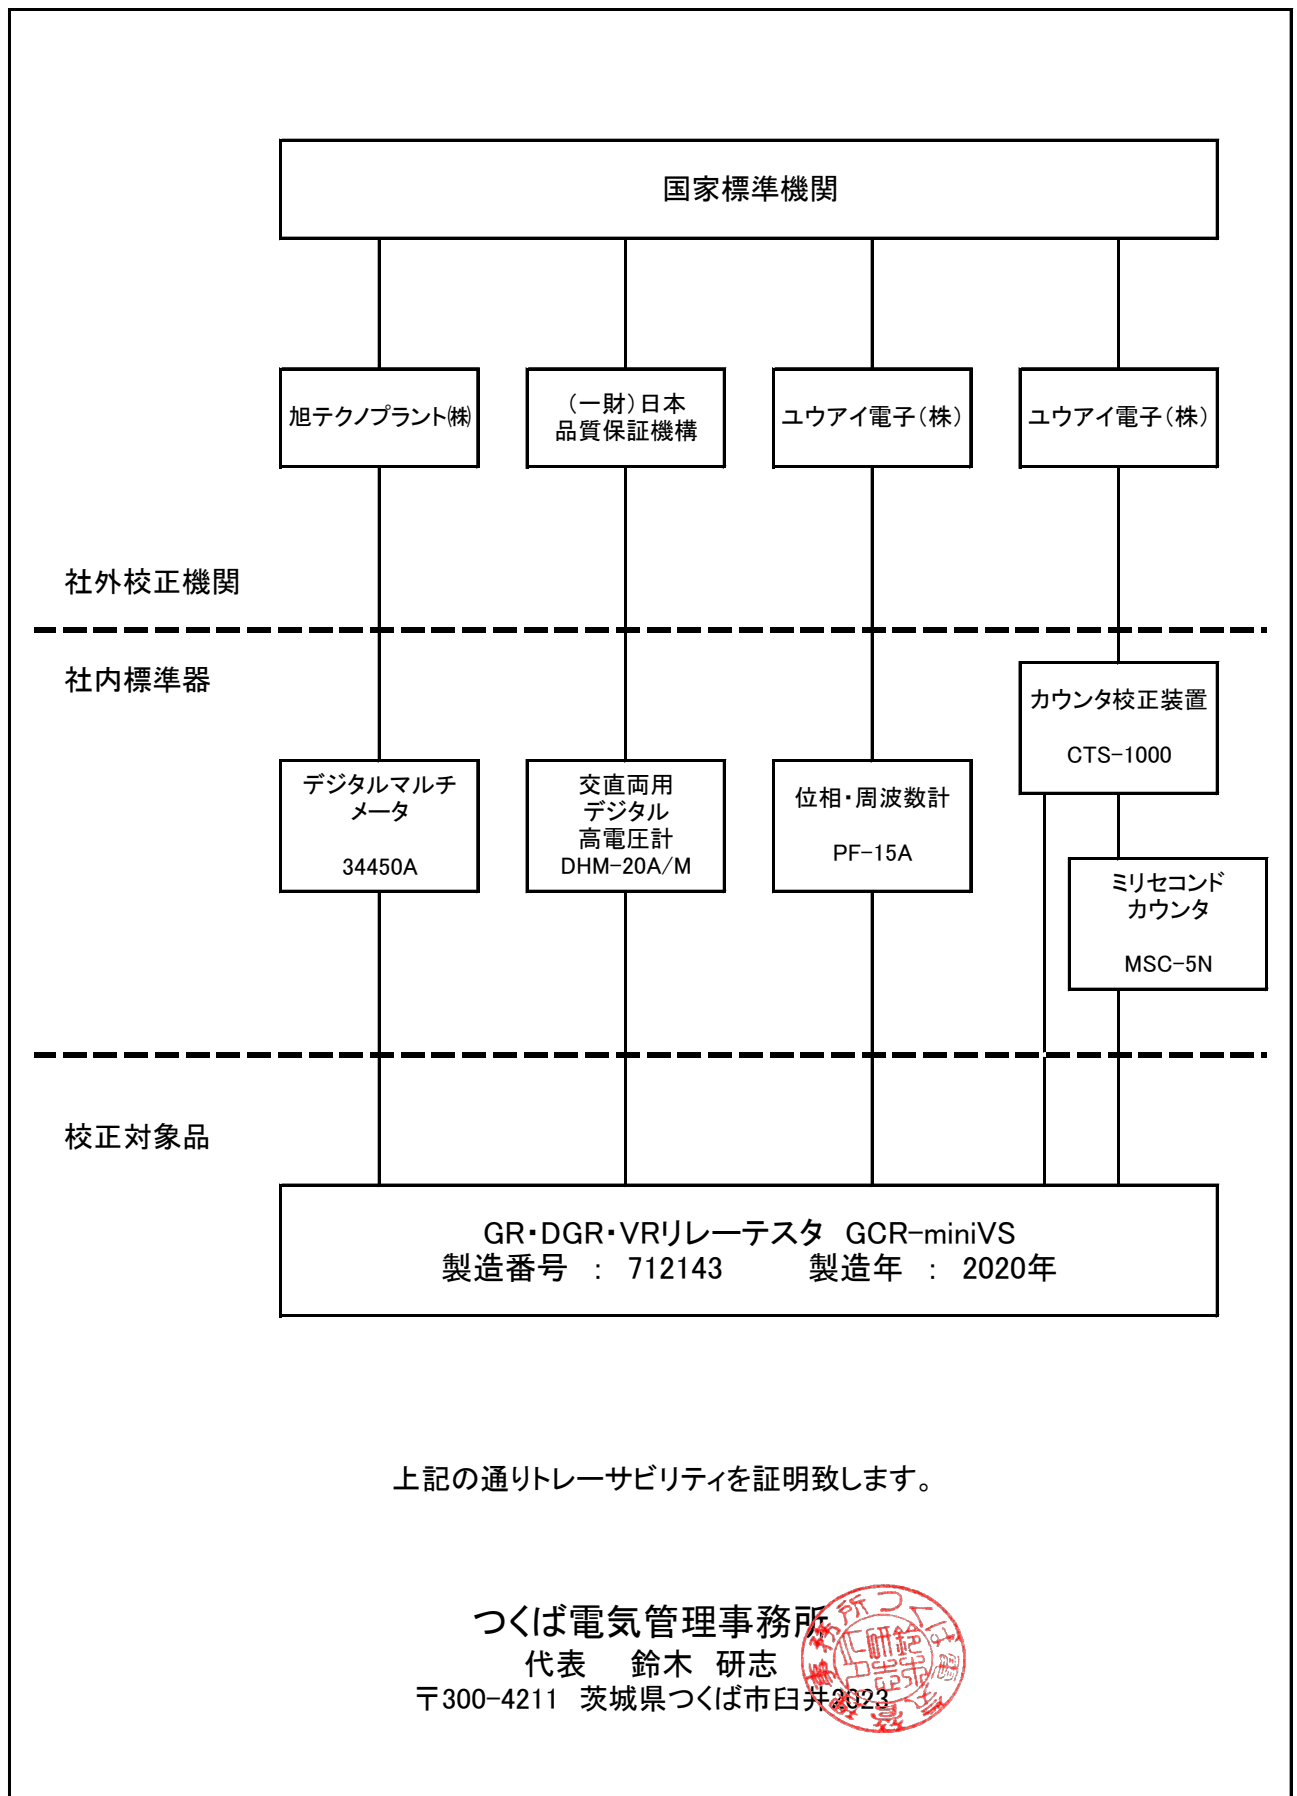 国家標準機関
旭テクノプラント㈱
(一財)日本
品質保証機構
ユウアイ電子(株)
ユウアイ電子(株)
社外校正機関
社内標準器
カウンタ校正装置
CTS-1000
デジタルマルチ
メータ
34450A
交直両用
デジタル
高電圧計
DHM-20A/M
位相・周波数計
PF-15A
ミリセコンド
カウンタ
MSC-5N
校正対象品
GR・DGR・VRリレーテスタ GCR-miniVS
製造番号 : 712143 製造年 : 2020年
上記の通りトレーサビリティを証明致します。
つくば電気管理事務所
代表 鈴木 研志
〒300-4211 茨城県つくば市臼井2023